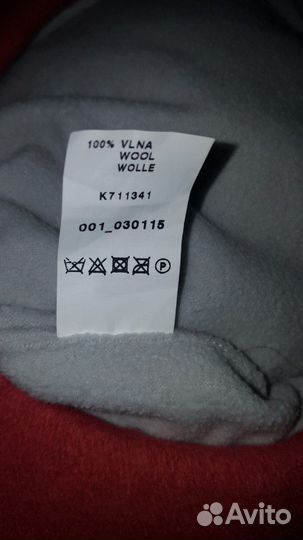 100% VLNA
WOOL
WOLLE
K711341
001_030115
P
Avito